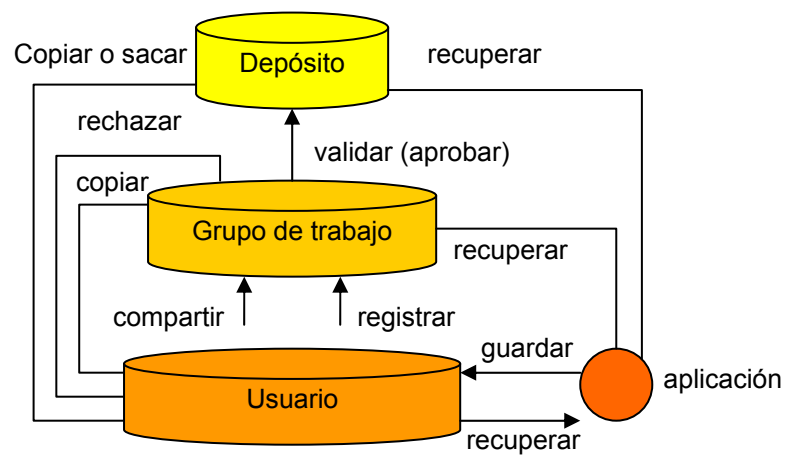 Copiar o sacar
Depósito
recuperar
rechazar
validar (aprobar)
copiar
Grupo de trabajo
recuperar
compartir
registrar
guardar
aplicación
Usuario
recuperar